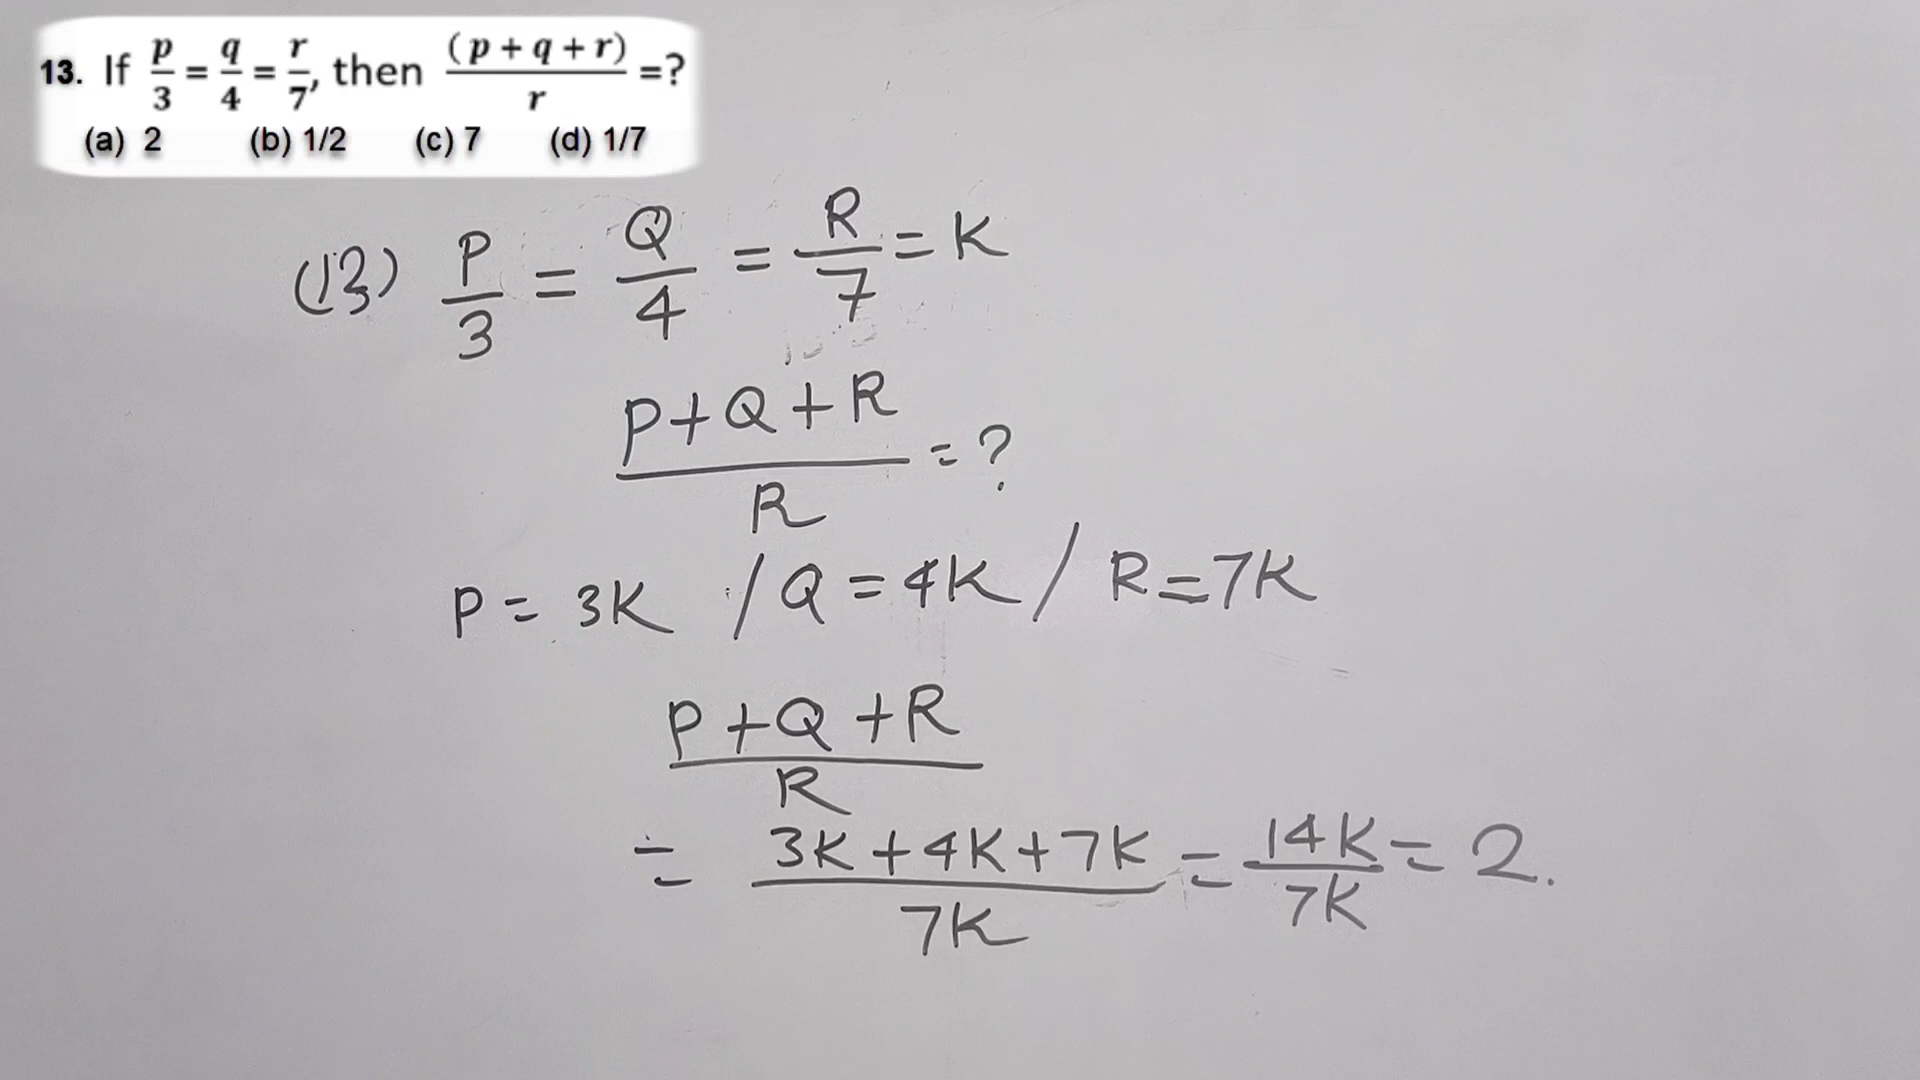 13. If p/3 = q/4 = r/7, then (p+q+r)/r =?
(a) 2 (b) 1/2 (c) 7 (d) 1/7
(13) P/3 = Q/4 = R/7 = K
P+Q+R/R = ?
P = 3K / Q = 4K / R = 7K
P+Q+R/R
= 3K+4K+7K/7K = 14K/7K = 2.